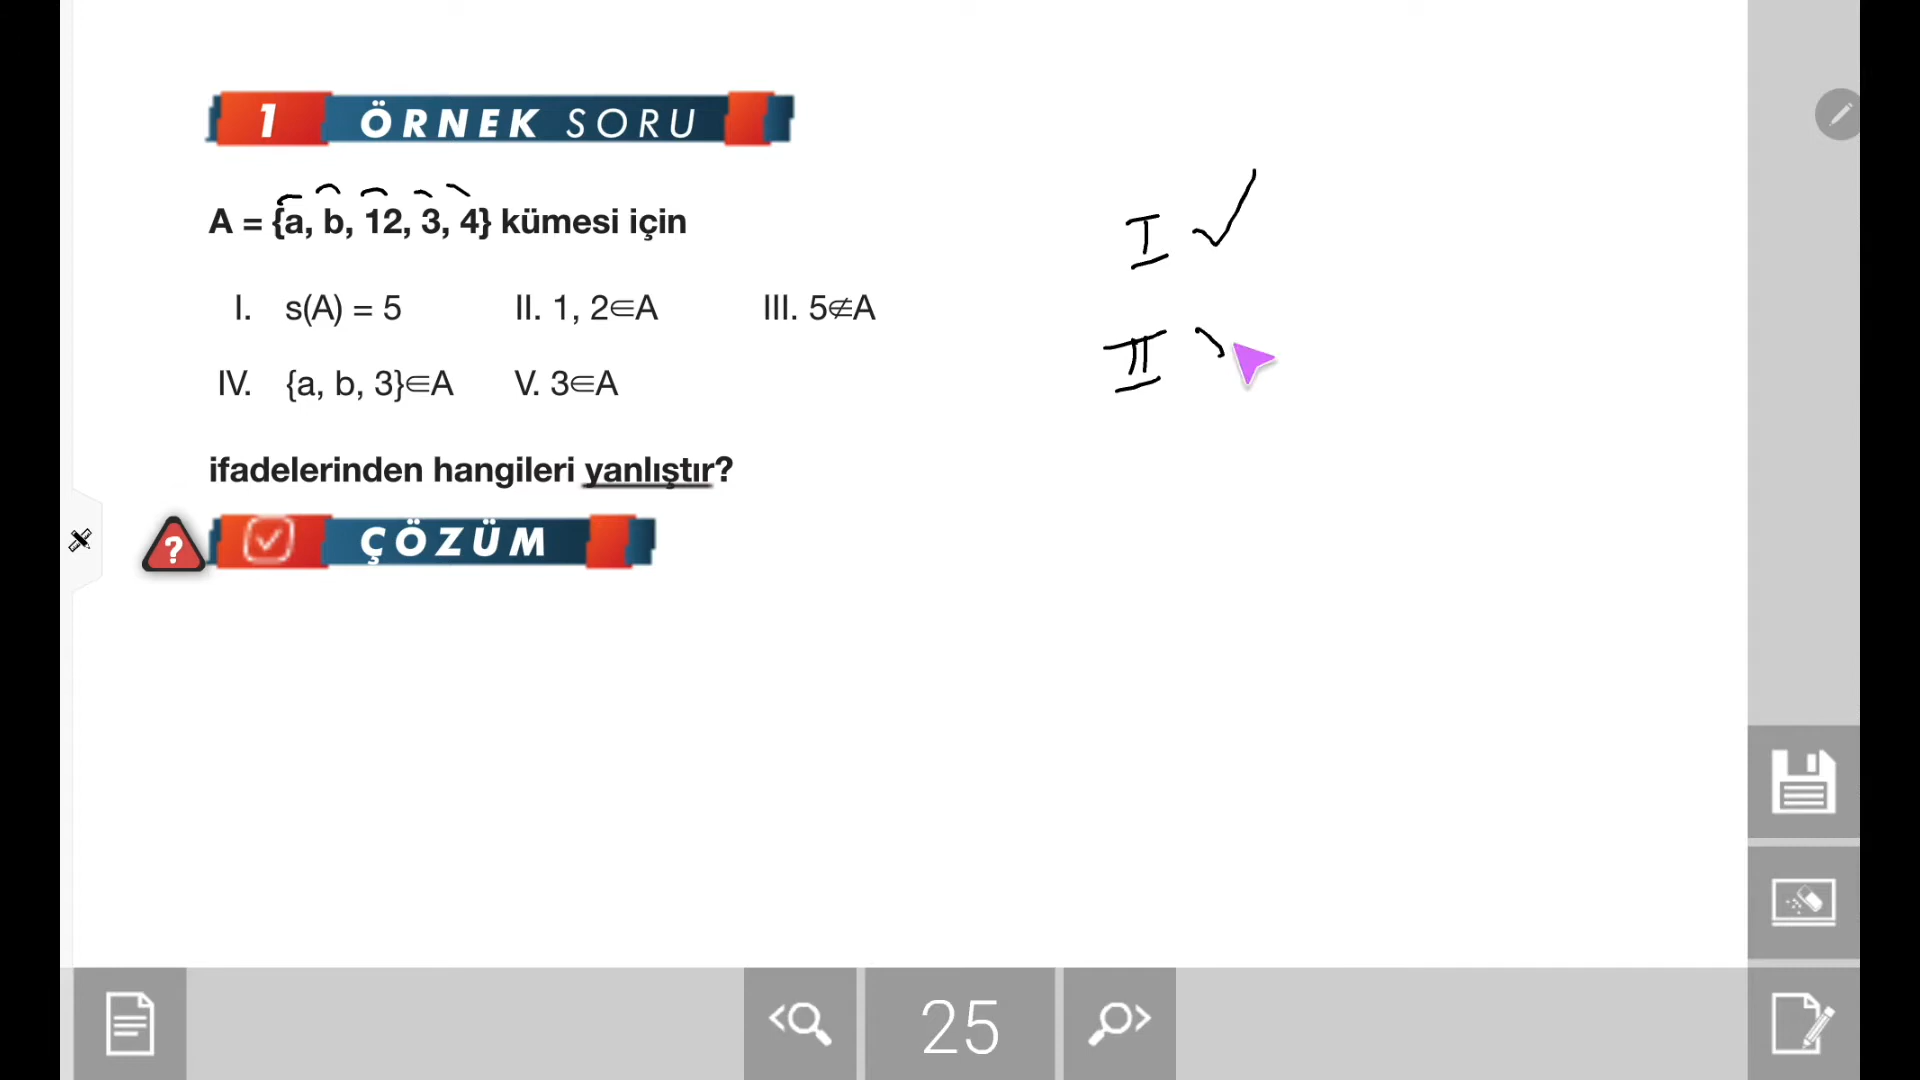 1 ÖRNEK SORU
A = {a, b, 12, 3, 4} kümesi için
I. s(A) = 5 II. 1, 2∈A III. 5∉A
IV. {a, b, 3}∈A V. 3∈A
ifadelerinden hangileri yanlıştır?
ÇÖZÜM
I ✓
II
25